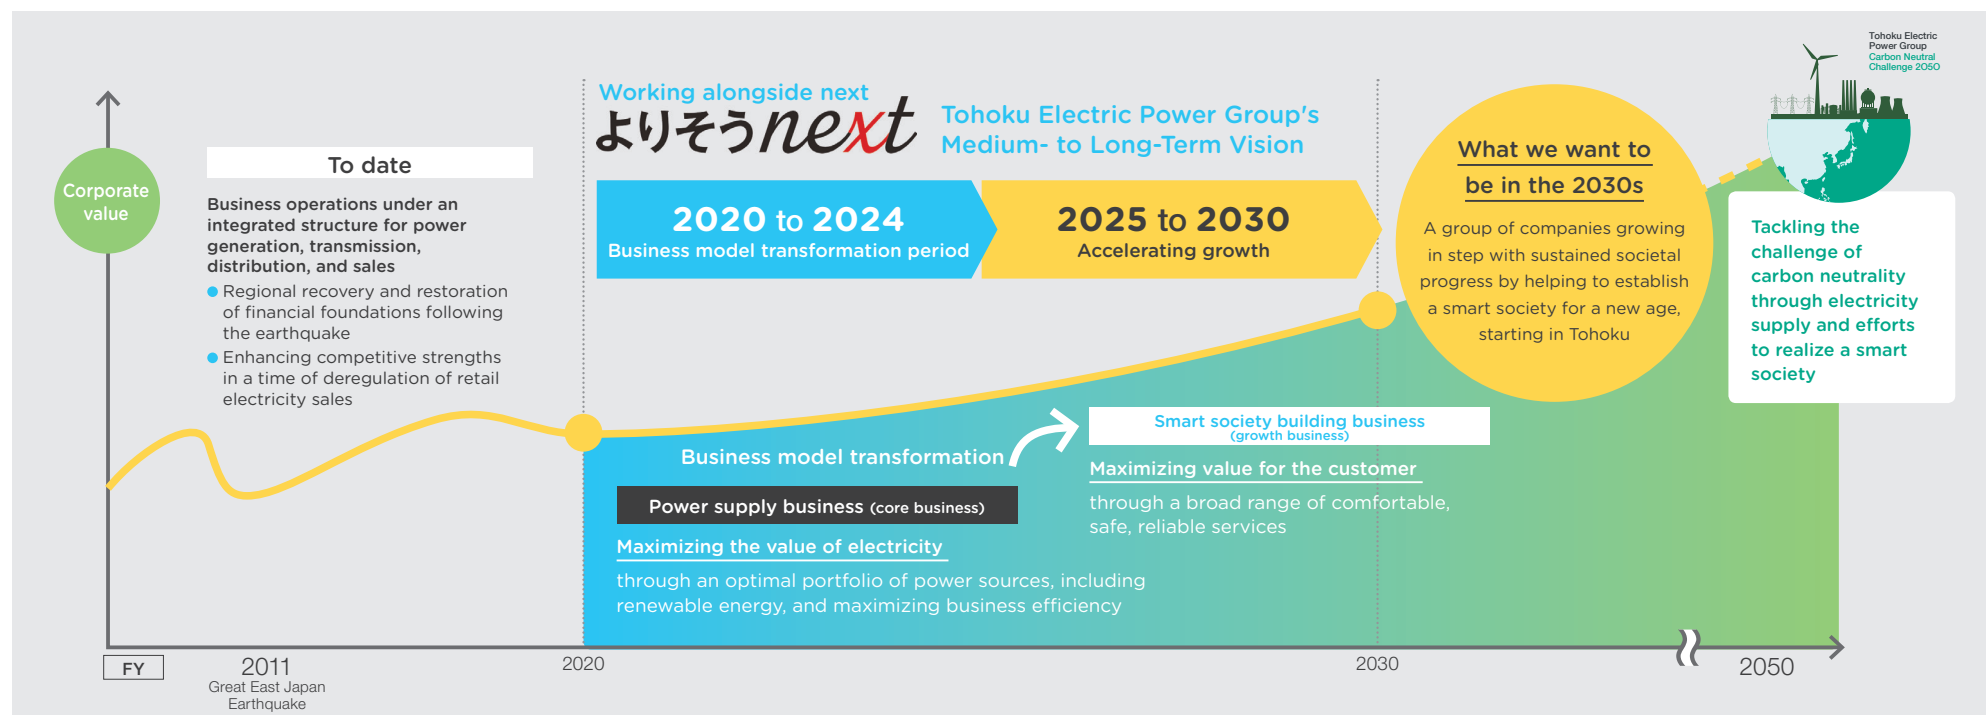 Tohoku Electric
Power Group
Carbon Neutral
Challenge 2050
Corporate
value
To date
Business operations under an
integrated structure for power
generation, transmission,
distribution, and sales
Regional recovery and restoration
of financial foundations following
the earthquake
Enhancing competitive strengths
in a time of deregulation of retail
electricity sales
Working alongside next
よりそうnext
Tohoku Electric Power Group's
Medium- to Long-Term Vision
2020 to 2024
Business model transformation period
2025 to 2030
Accelerating growth
What we want to
be in the 2030s
A group of companies growing
in step with sustained societal
progress by helping to establish
a smart society for a new age,
starting in Tohoku
Tackling the
challenge of
carbon neutrality
through electricity
supply and efforts
to realize a smart
society
Business model transformation
Power supply business (core business)
Maximizing the value of electricity
through an optimal portfolio of power sources, including
renewable energy, and maximizing business efficiency
Smart society building business
(growth business)
Maximizing value for the customer
through a broad range of comfortable,
safe, reliable services
FY
2011
Great East Japan
Earthquake
2020
2030
2050